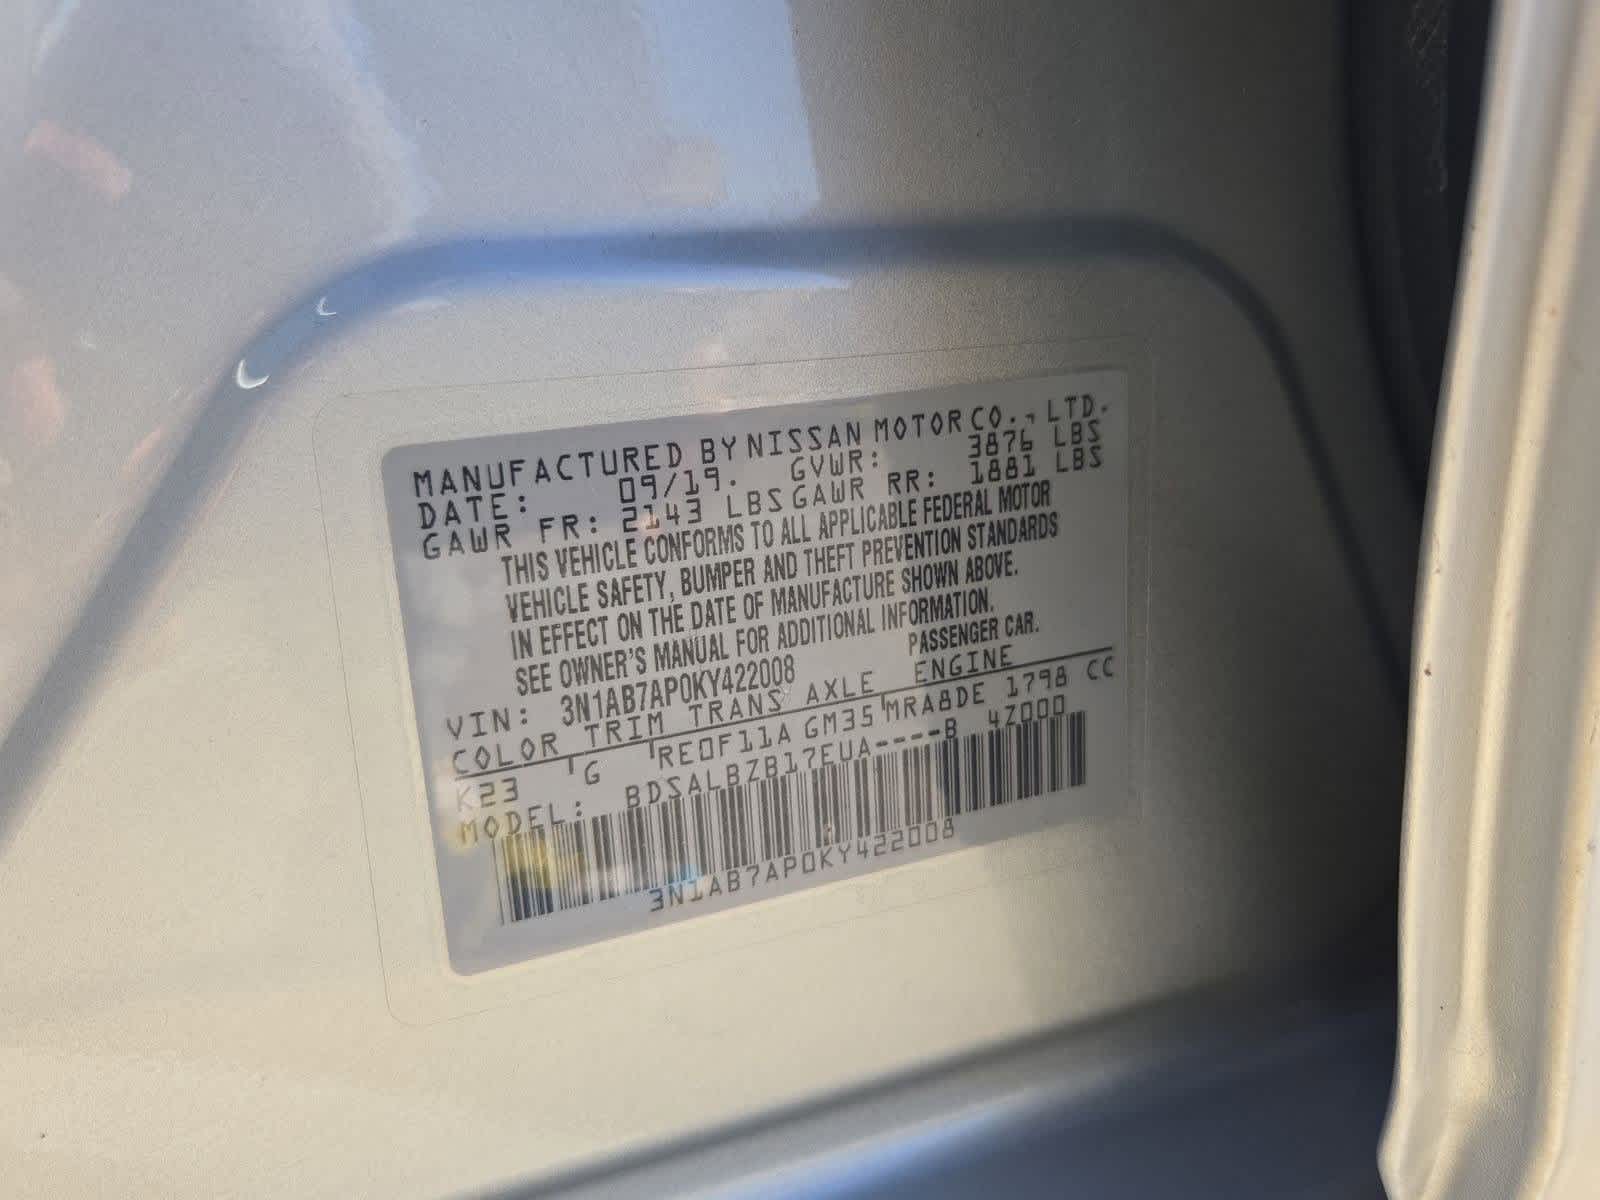 MANUFACTURED BY NISSAN MOTOR CO., LTD.
DATE: 09/19. GVWR: 3876 LBS
GAWR FR: 2143 LBS GAWR RR: 1881 LBS
THIS VEHICLE CONFORMS TO ALL APPLICABLE FEDERAL MOTOR
VEHICLE SAFETY, BUMPER AND THEFT PREVENTION STANDARDS
IN EFFECT ON THE DATE OF MANUFACTURE SHOWN ABOVE.
SEE OWNER'S MANUAL FOR ADDITIONAL INFORMATION.
VIN: 3N1AB7AP0KY422008 PASSENGER CAR.
COLOR TRIM TRANS AXLE ENGINE
K23 G RE0F11A GM35 MRA8DE 1798 CC
MODEL: BDSALBZB17EUA----B 4Z000
3N1AB7AP0KY422008